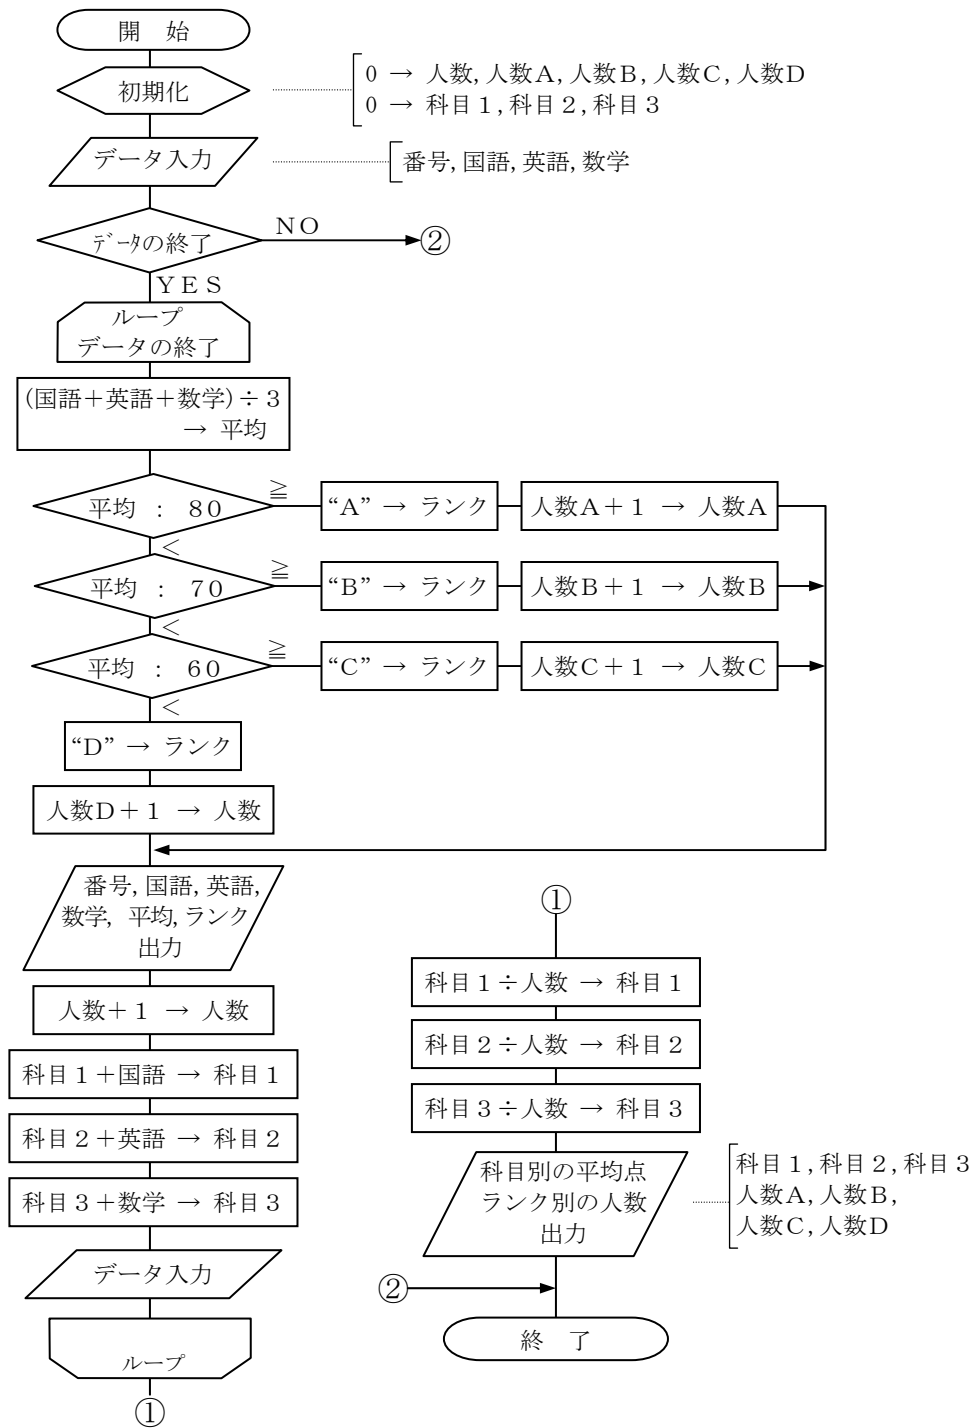 開　始
初期化
0 → 人数, 人数A, 人数B, 人数C, 人数D
0 → 科目１, 科目２, 科目３
データ入力
番号, 国語, 英語, 数学
データの終了
ＮＯ
②
ＹＥＳ
ループ
データの終了
(国語＋英語＋数学)÷３
→ 平均
平均 ： ８０
≧
“A” → ランク
人数A＋１ → 人数A
＜
平均 ： ７０
≧
“B” → ランク
人数B＋１ → 人数B
＜
平均 ： ６０
≧
“C” → ランク
人数C＋１ → 人数C
＜
“D” → ランク
人数D＋１ → 人数
番号, 国語, 英語,
数学, 平均, ランク
出力
人数＋１ → 人数
科目１＋国語 → 科目１
科目２＋英語 → 科目２
科目３＋数学 → 科目３
データ入力
ループ
①
①
科目１÷人数 → 科目１
科目２÷人数 → 科目２
科目３÷人数 → 科目３
科目別の平均点
ランク別の人数
出力
科目１, 科目２, 科目３
人数A, 人数B,
人数C, 人数D
②
終　了